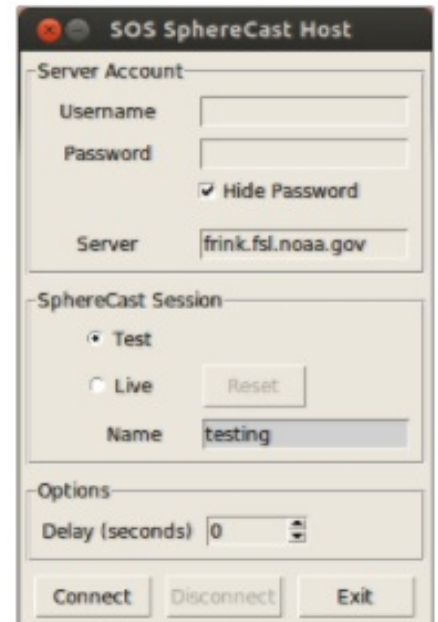 SOS SphereCast Host
Server Account
Username
Password
Hide Password
Server frink.fsl.noaa.gov
SphereCast Session
Test
Live Reset
Name testing
Options
Delay (seconds) 0
Connect Disconnect Exit